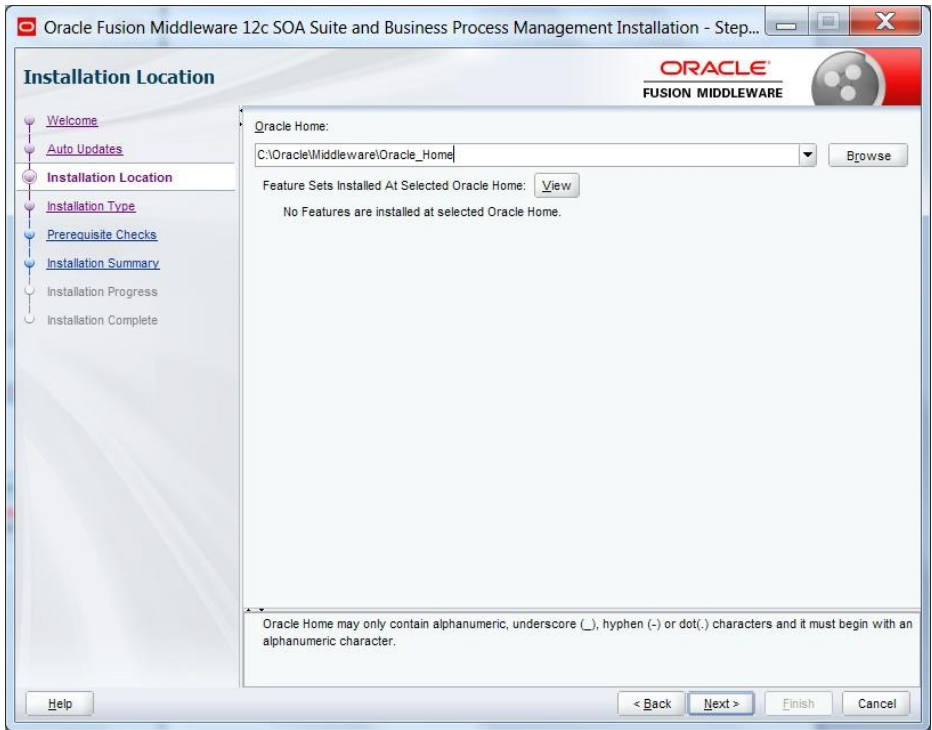 Oracle Fusion Middleware 12c SOA Suite and Business Process Management Installation - Step...
Installation Location
ORACLE
FUSION MIDDLEWARE
Welcome
Auto Updates
Installation Location
Installation Type
Prerequisite Checks
Installation Summary
Installation Progress
Installation Complete
Oracle Home:
C:\Oracle\Middleware\Oracle_Home
Browse
Feature Sets Installed At Selected Oracle Home: View
No Features are installed at selected Oracle Home.
Oracle Home may only contain alphanumeric, underscore (_), hyphen (-) or dot(.) characters and it must begin with an
alphanumeric character.
Help
< Back Next > Finish Cancel